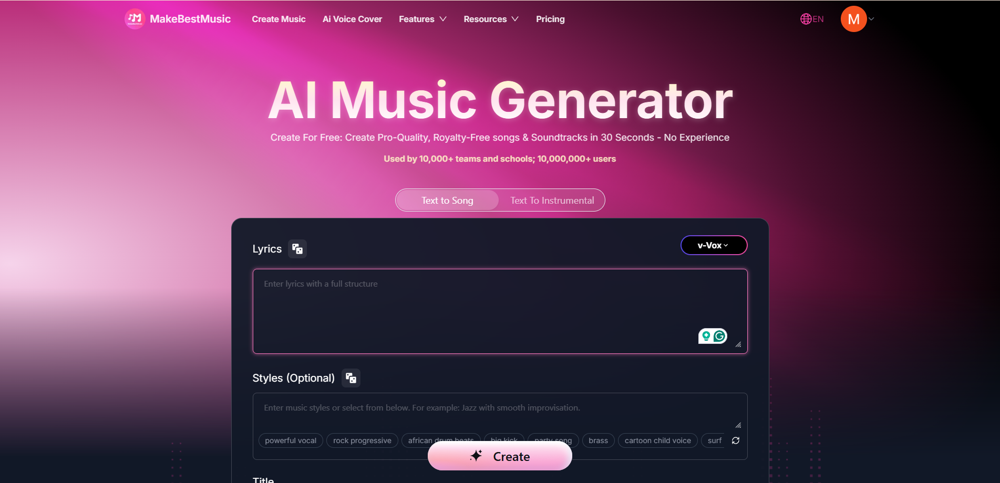 MakeBestMusic
Create Music
Ai Voice Cover
Features
Resources
Pricing
EN
M
AI Music Generator
Create For Free: Create Pro-Quality, Royalty-Free songs & Soundtracks in 30 Seconds - No Experience
Used by 10,000+ teams and schools; 10,000,000+ users
Text to Song
Text To Instrumental
Lyrics
v-Vox
Enter lyrics with a full structure
Styles (Optional)
Enter music styles or select from below. For example: Jazz with smooth improvisation.
powerful vocal
rock progressive
african drum beats
big kick
party song
brass
cartoon child voice
surf
Create
Title